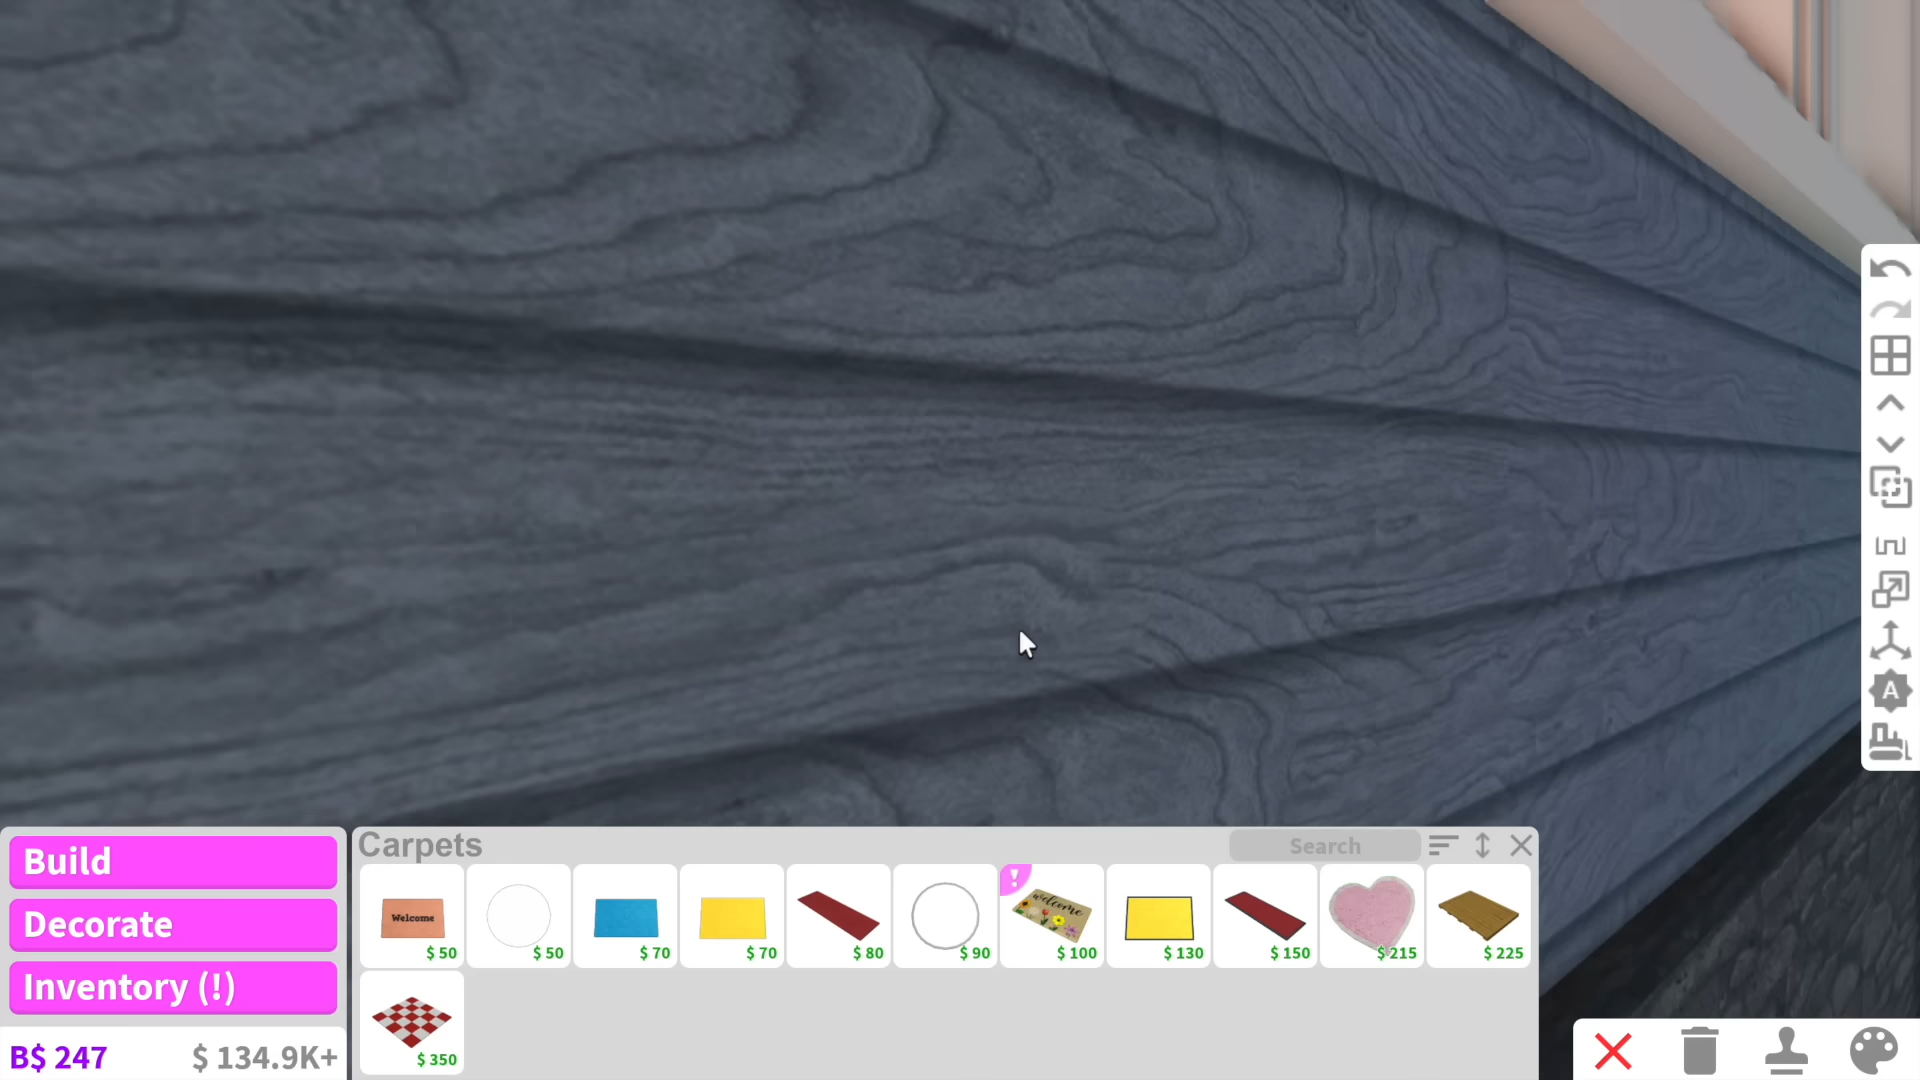 Build
Decorate
Inventory (!)
B$ 247 $ 134.9K+
Carpets
Search
Welcome
welcome
!
$ 50 $ 50 $ 70 $ 70 $ 80 $ 90 $ 100 $ 130 $ 150 $ 215 $ 225
$ 350
A